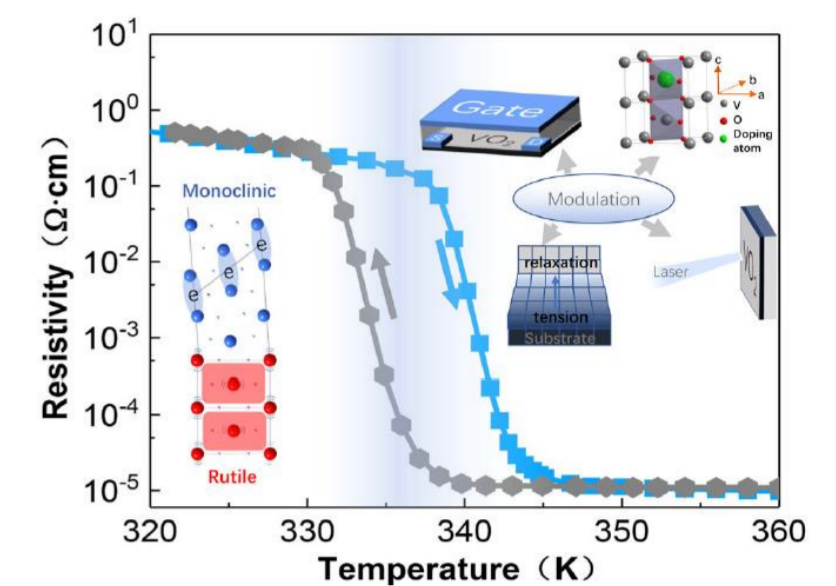 10¹
10⁰
10⁻¹
10⁻²
10⁻³
10⁻⁴
10⁻⁵
Resistivity（Ω·cm）
320
330
340
350
360
Temperature（K）
Monoclinic
e
e
e
Rutile
Gate
S
VO₂
D
c
b
a
V
O
Doping
atom
Modulation
relaxation
tension
Substrate
Laser
VO₂